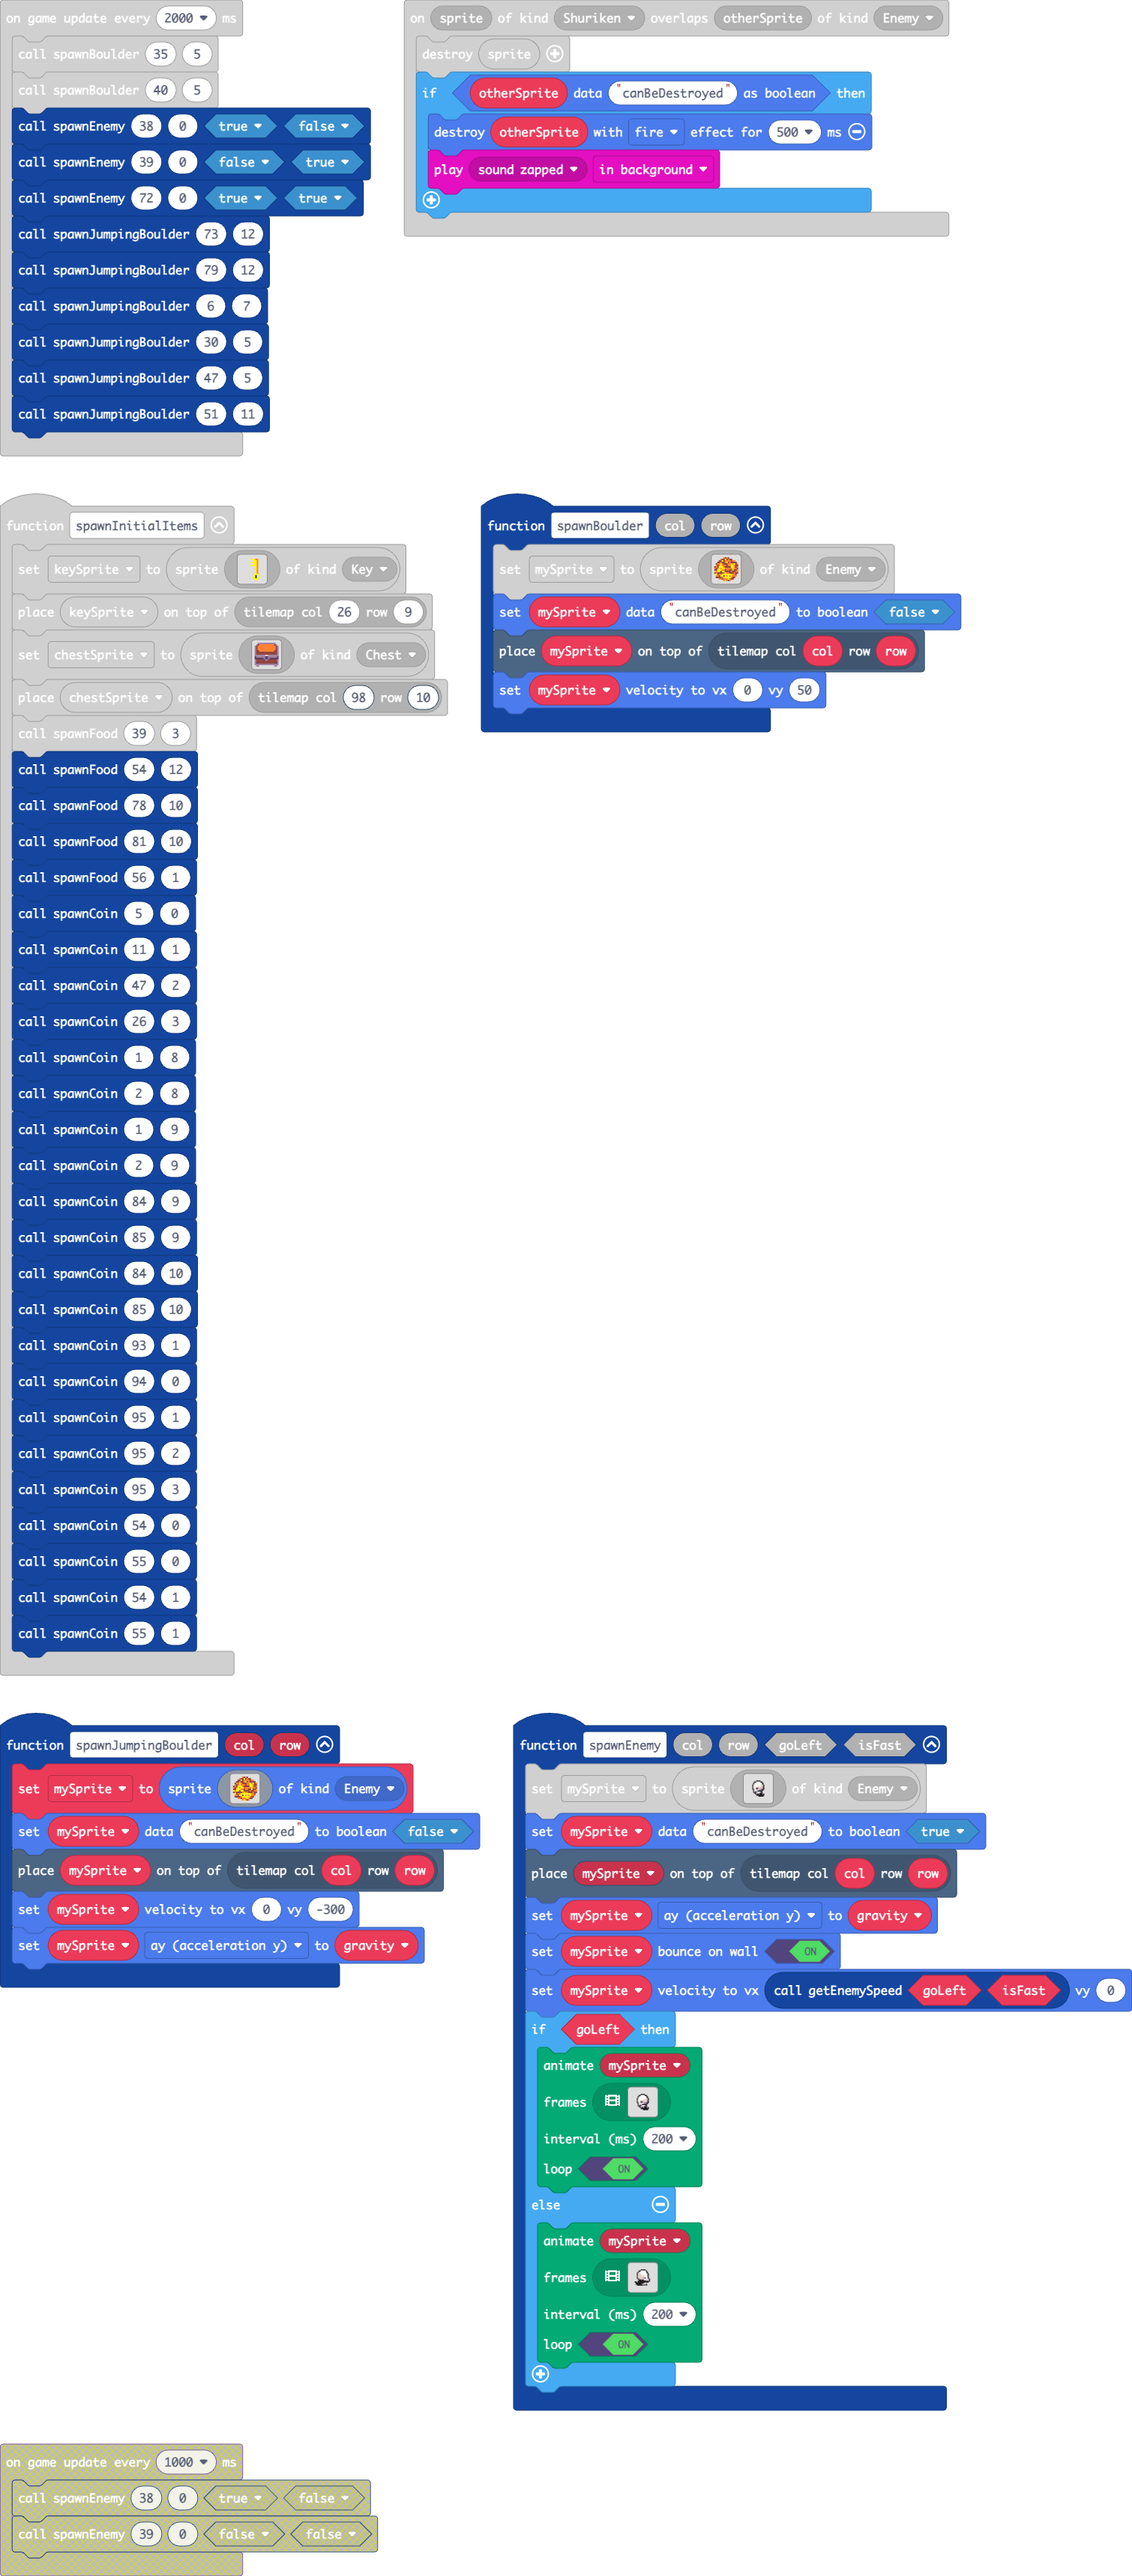 on game update every 2000 ms
call spawnBoulder 35 5
call spawnBoulder 40 5
call spawnEnemy 38 0 true false
call spawnEnemy 39 0 false true
call spawnEnemy 72 0 true true
call spawnJumpingBoulder 73 12
call spawnJumpingBoulder 79 12
call spawnJumpingBoulder 6 7
call spawnJumpingBoulder 30 5
call spawnJumpingBoulder 47 5
call spawnJumpingBoulder 51 11
on sprite of kind Shuriken overlaps otherSprite of kind Enemy
destroy sprite
if otherSprite data "canBeDestroyed" as boolean then
destroy otherSprite with fire effect for 500 ms
play sound zapped in background
function spawnInitialItems
set keySprite to sprite of kind Key
place keySprite on top of tilemap col 26 row 9
set chestSprite to sprite of kind Chest
place chestSprite on top of tilemap col 98 row 10
call spawnFood 39 3
call spawnFood 54 12
call spawnFood 78 10
call spawnFood 81 10
call spawnFood 56 1
call spawnCoin 5 0
call spawnCoin 11 1
call spawnCoin 47 2
call spawnCoin 26 3
call spawnCoin 1 8
call spawnCoin 2 8
call spawnCoin 1 9
call spawnCoin 2 9
call spawnCoin 84 9
call spawnCoin 85 9
call spawnCoin 84 10
call spawnCoin 85 10
call spawnCoin 93 1
call spawnCoin 94 0
call spawnCoin 95 1
call spawnCoin 95 2
call spawnCoin 95 3
call spawnCoin 54 0
call spawnCoin 55 0
call spawnCoin 54 1
call spawnCoin 55 1
function spawnBoulder col row
set mySprite to sprite of kind Enemy
set mySprite data "canBeDestroyed" to boolean false
place mySprite on top of tilemap col col row row
set mySprite velocity to vx 0 vy 50
function spawnJumpingBoulder col row
set mySprite to sprite of kind Enemy
set mySprite data "canBeDestroyed" to boolean false
place mySprite on top of tilemap col col row row
set mySprite velocity to vx 0 vy -300
set mySprite ay (acceleration y) to gravity
function spawnEnemy col row goLeft isFast
set mySprite to sprite of kind Enemy
set mySprite data "canBeDestroyed" to boolean true
place mySprite on top of tilemap col col row row
set mySprite ay (acceleration y) to gravity
set mySprite bounce on wall ON
set mySprite velocity to vx call getEnemySpeed goLeft isFast vy 0
if goLeft then
animate mySprite
frames
interval (ms) 200
loop ON
else
animate mySprite
frames
interval (ms) 200
loop ON
on game update every 1000 ms
call spawnEnemy 38 0 true false
call spawnEnemy 39 0 false false